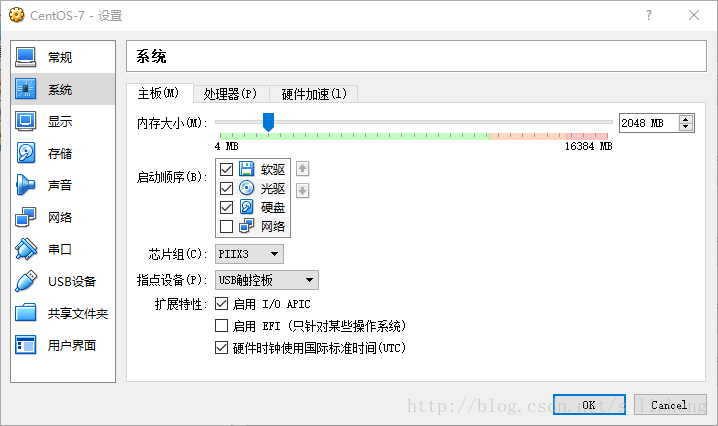 CentOS-7 - 设置
常规
系统
显示
存储
声音
网络
串口
USB设备
共享文件夹
用户界面
系统
主板(M) 处理器(P) 硬件加速(l)
内存大小(M): 2048 MB
4 MB 16384 MB
启动顺序(B): 软驱
光驱
硬盘
网络
芯片组(C): PIIX3
指点设备(P): USB触控板
扩展特性: 启用 I/O APIC
启用 EFI (只针对某些操作系统)
硬件时钟使用国际标准时间(UTC)
OK Cancel